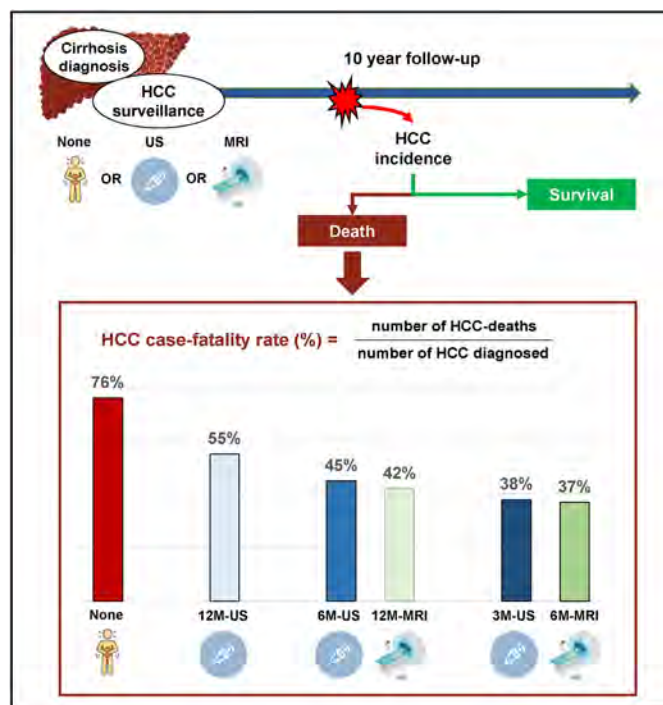 Cirrhosis
diagnosis
HCC
surveillance
10 year follow-up
None
US
MRI
OR
OR
HCC
incidence
Survival
Death
HCC case-fatality rate (%) =
number of HCC-deaths
number of HCC diagnosed
76%
55%
45%
42%
38%
37%
None
12M-US
6M-US
12M-MRI
3M-US
6M-MRI